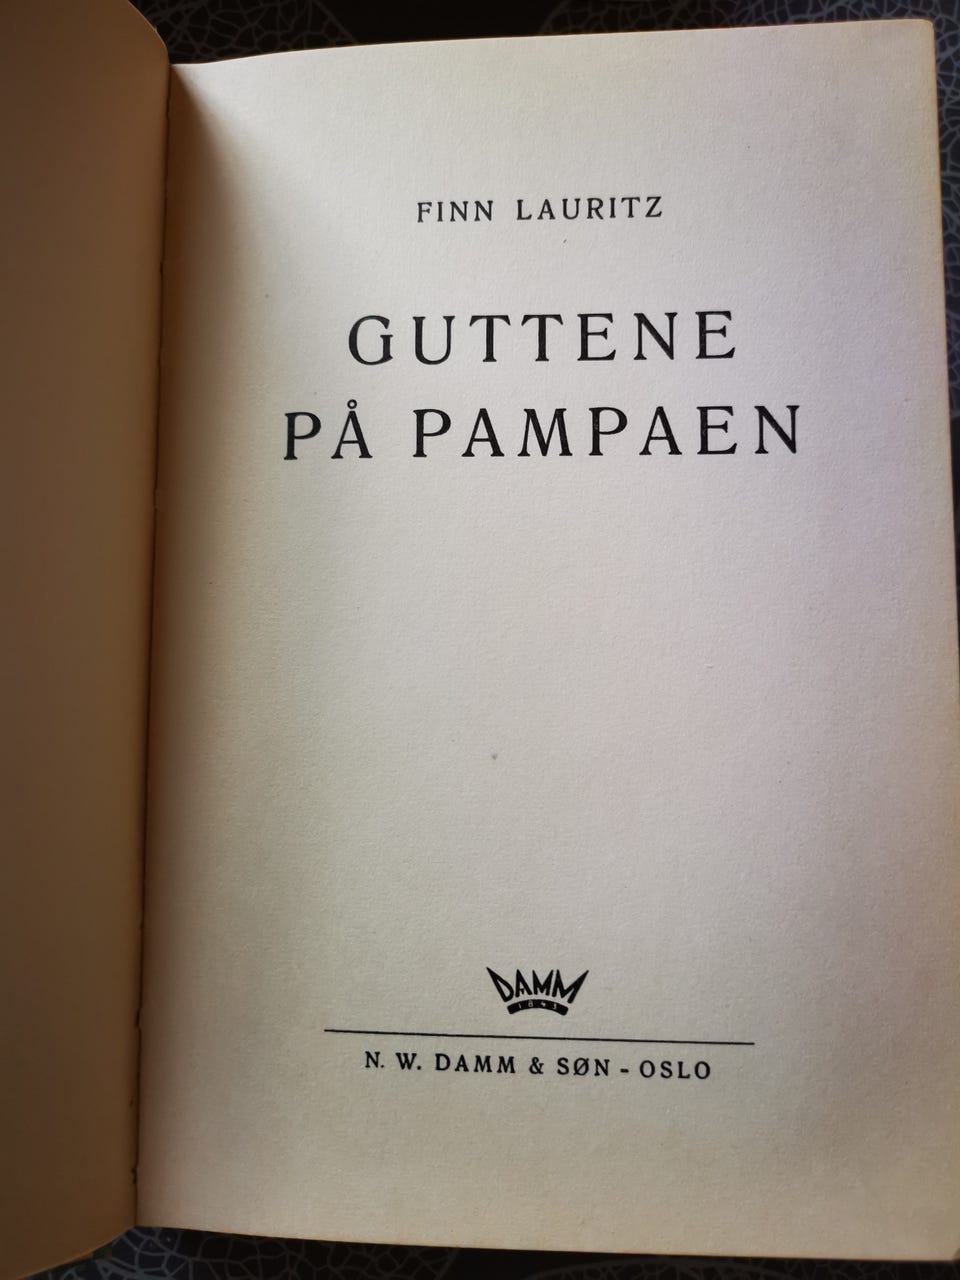 FINN LAURITZ
GUTTENE
PÅ PAMPAEN
DAMM
1843
N. W. DAMM & SØN - OSLO